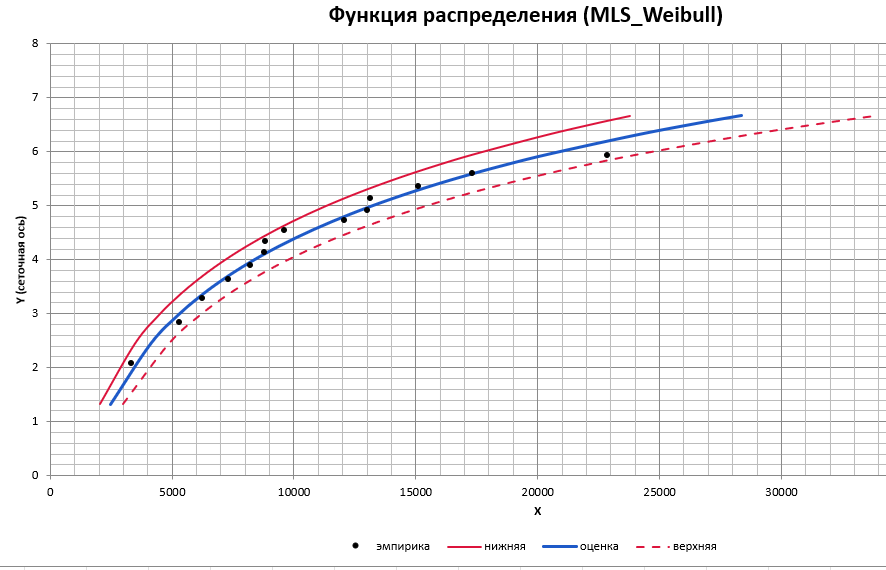 Функция распределения (MLS_Weibull)
8
7
6
5
4
3
2
1
0
Y (сеточная ось)
0 5000 10000 15000 20000 25000 30000
X
эмпирика нижняя оценка верхняя